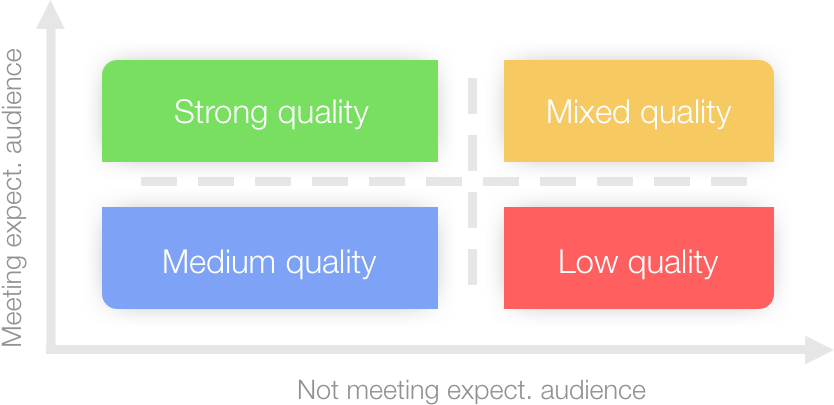 Meeting expect. audience
Strong quality
Mixed quality
Medium quality
Low quality
Not meeting expect. audience